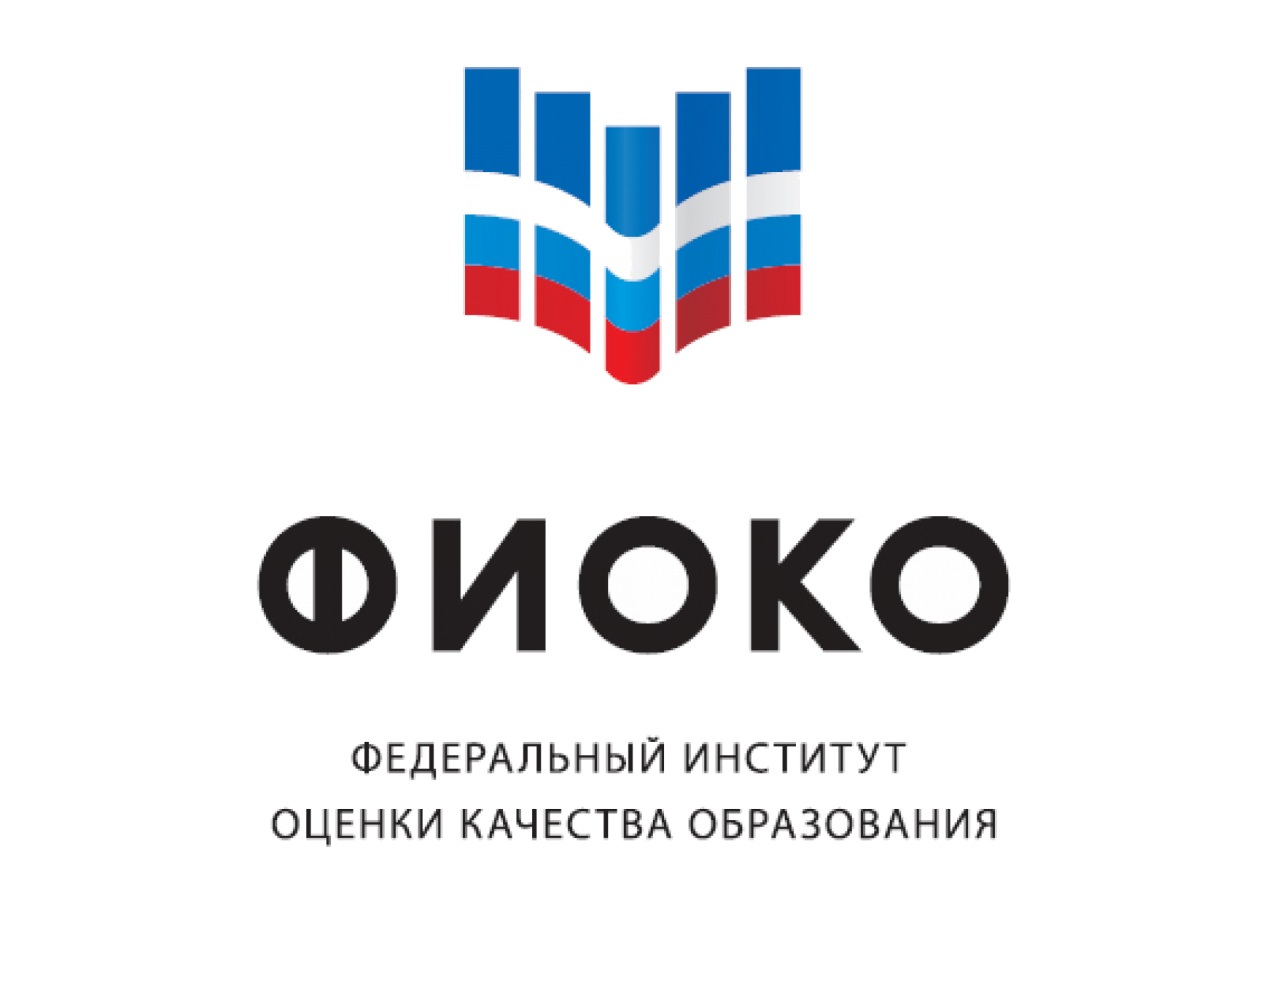 ФИОКО
ФЕДЕРАЛЬНЫЙ ИНСТИТУТ
ОЦЕНКИ КАЧЕСТВА ОБРАЗОВАНИЯ